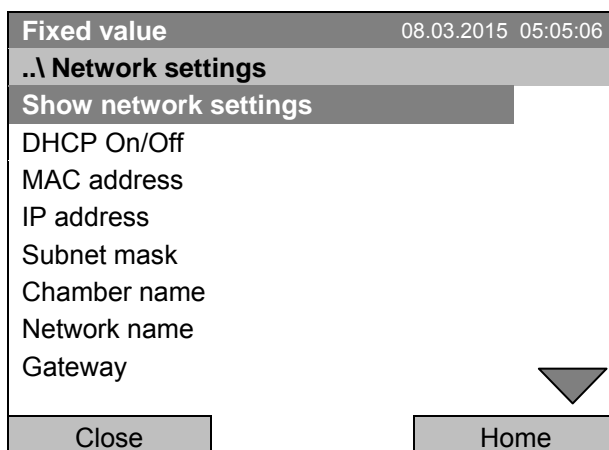 Fixed value 08.03.2015 05:05:06
..\ Network settings
Show network settings
DHCP On/Off
MAC address
IP address
Subnet mask
Chamber name
Network name
Gateway
Close Home